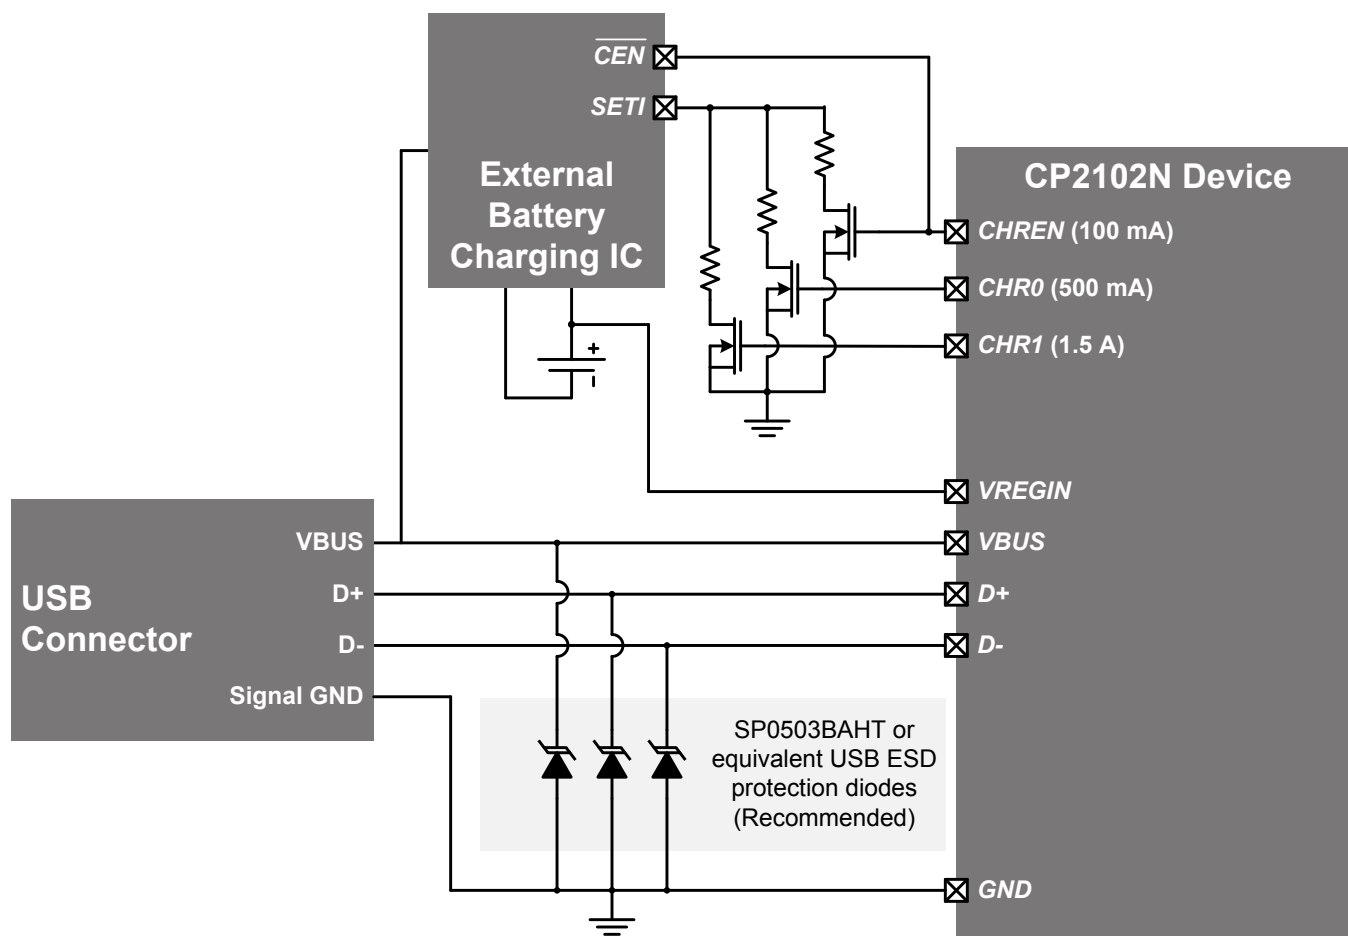 CEN
SETI
External
Battery
Charging IC
+
CP2102N Device
CHREN (100 mA)
CHR0 (500 mA)
CHR1 (1.5 A)
VREGIN
VBUS
D+
D-
GND
USB
Connector
VBUS
D+
D-
Signal GND
SP0503BAHT or
equivalent USB ESD
protection diodes
(Recommended)